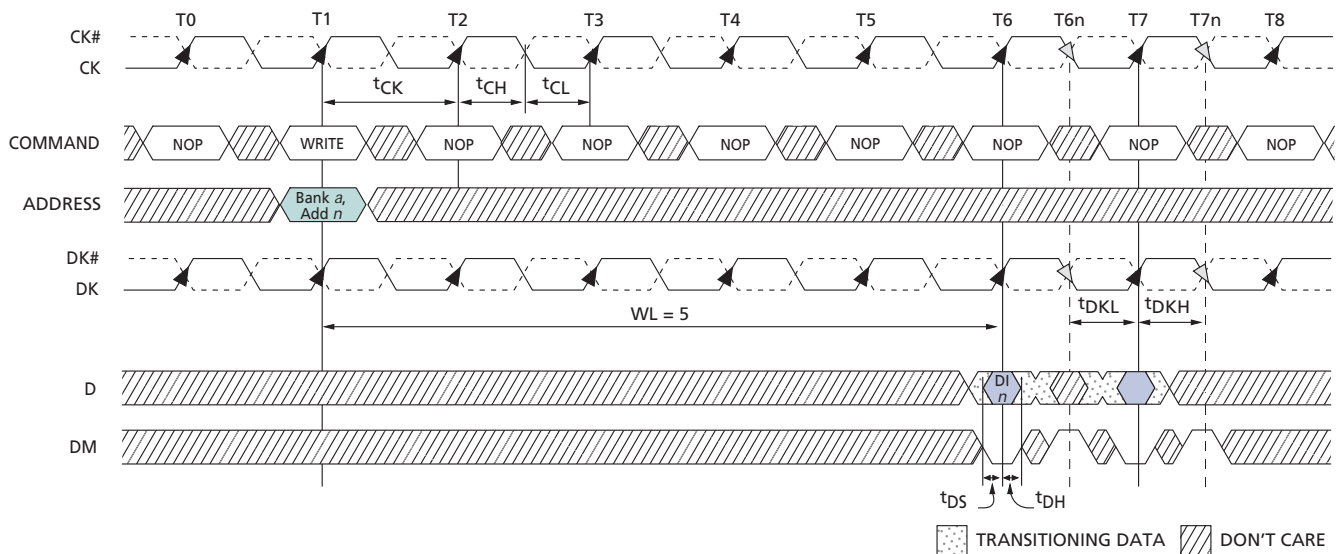 T0 T1 T2 T3 T4 T5 T6 T6n T7 T7n T8
CK#
CK
tCK tCH tCL
COMMAND NOP WRITE NOP NOP NOP NOP NOP NOP NOP
ADDRESS Bank a,
Add n
DK#
DK
WL = 5 tDKL tDKH
D DI
n
DM
tDS tDH
TRANSITIONING DATA DON'T CARE